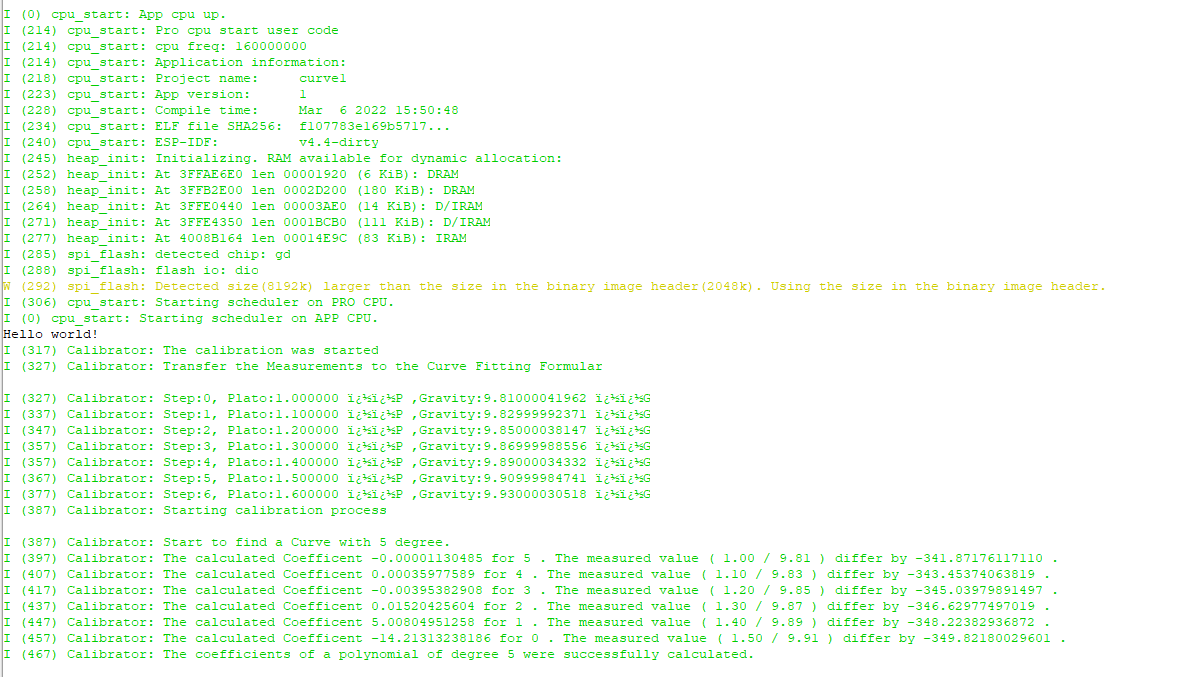 I (0) cpu_start: App cpu up.
I (214) cpu_start: Pro cpu start user code
I (214) cpu_start: cpu freq: 160000000
I (214) cpu_start: Application information:
I (218) cpu_start: Project name:     curve1
I (223) cpu_start: App version:      1
I (228) cpu_start: Compile time:     Mar  6 2022 15:50:48
I (234) cpu_start: ELF file SHA256:  f107783e169b5717...
I (240) cpu_start: ESP-IDF:          v4.4-dirty
I (245) heap_init: Initializing. RAM available for dynamic allocation:
I (252) heap_init: At 3FFAE6E0 len 00001920 (6 KiB): DRAM
I (258) heap_init: At 3FFB2E00 len 0002D200 (180 KiB): DRAM
I (264) heap_init: At 3FFE0440 len 00003AE0 (14 KiB): D/IRAM
I (271) heap_init: At 3FFE4350 len 0001BCB0 (111 KiB): D/IRAM
I (277) heap_init: At 4008B164 len 00014E9C (83 KiB): IRAM
I (285) spi_flash: detected chip: gd
I (288) spi_flash: flash io: dio
W (292) spi_flash: Detected size(8192k) larger than the size in the binary image header(2048k). Using the size in the binary image header.
I (306) cpu_start: Starting scheduler on PRO CPU.
I (0) cpu_start: Starting scheduler on APP CPU.
Hello world!
I (317) Calibrator: The calibration was started
I (327) Calibrator: Transfer the Measurements to the Curve Fitting Formular
I (327) Calibrator: Step:0, Plato:1.000000 ï¿½ï¿½P ,Gravity:9.81000041962 ï¿½ï¿½G
I (337) Calibrator: Step:1, Plato:1.100000 ï¿½ï¿½P ,Gravity:9.82999992371 ï¿½ï¿½G
I (347) Calibrator: Step:2, Plato:1.200000 ï¿½ï¿½P ,Gravity:9.85000038147 ï¿½ï¿½G
I (357) Calibrator: Step:3, Plato:1.300000 ï¿½ï¿½P ,Gravity:9.86999988556 ï¿½ï¿½G
I (357) Calibrator: Step:4, Plato:1.400000 ï¿½ï¿½P ,Gravity:9.89000034332 ï¿½ï¿½G
I (367) Calibrator: Step:5, Plato:1.500000 ï¿½ï¿½P ,Gravity:9.90999984741 ï¿½ï¿½G
I (377) Calibrator: Step:6, Plato:1.600000 ï¿½ï¿½P ,Gravity:9.93000030518 ï¿½ï¿½G
I (387) Calibrator: Starting calibration process
I (387) Calibrator: Start to find a Curve with 5 degree.
I (397) Calibrator: The calculated Coefficent -0.00001130485 for 5 . The measured value ( 1.00 / 9.81 ) differ by -341.87176117110 .
I (407) Calibrator: The calculated Coefficent 0.00035977589 for 4 . The measured value ( 1.10 / 9.83 ) differ by -343.45374063819 .
I (417) Calibrator: The calculated Coefficent -0.00395382908 for 3 . The measured value ( 1.20 / 9.85 ) differ by -345.03979891497 .
I (437) Calibrator: The calculated Coefficent 0.01520425604 for 2 . The measured value ( 1.30 / 9.87 ) differ by -346.62977497019 .
I (447) Calibrator: The calculated Coefficent 5.00804951258 for 1 . The measured value ( 1.40 / 9.89 ) differ by -348.22382936872 .
I (457) Calibrator: The calculated Coefficent -14.21313238186 for 0 . The measured value ( 1.50 / 9.91 ) differ by -349.82180029601 .
I (467) Calibrator: The coefficients of a polynomial of degree 5 were successfully calculated.